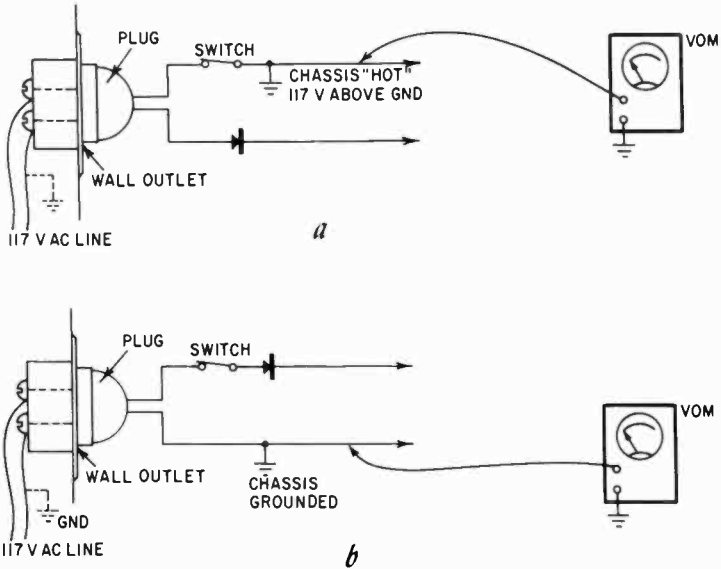 PLUG
SWITCH
VOM
CHASSIS "HOT"
117 V ABOVE GND
WALL OUTLET
117 V AC LINE
a
PLUG
SWITCH
VOM
WALL OUTLET
CHASSIS
GROUNDED
GND
117 V AC LINE
b